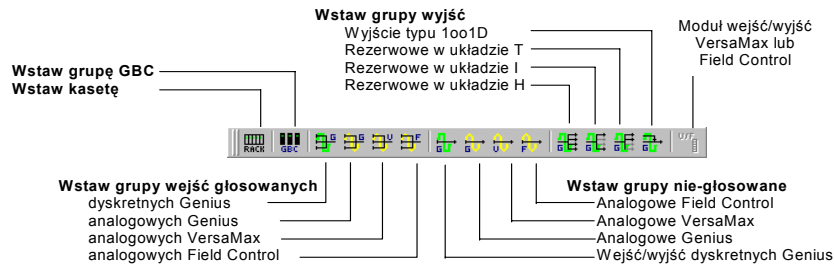 Wstaw grupy wyjść
Wyjście typu 1oo1D
Rezerwowe w układzie T
Rezerwowe w układzie I
Rezerwowe w układzie H
Moduł wejść/wyjść
VersaMax lub
Field Control
Wstaw grupę GBC
Wstaw kasetę
RACK GBC G G V F G G V F G G G G V/F
Wstaw grupy wejść głosowanych
dyskretnych Genius
analogowych Genius
analogowych VersaMax
analogowych Field Control
Wstaw grupy nie-głosowane
Analogowe Field Control
Analogowe VersaMax
Analogowe Genius
Wejść/wyjść dyskretnych Genius